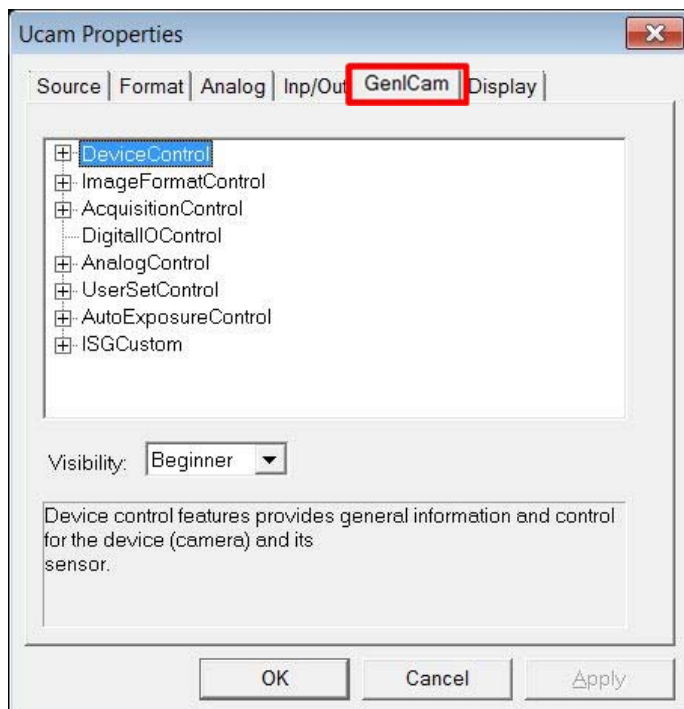 Ucam Properties
Source Format Analog Inp/Out GenICam Display
DeviceControl
ImageFormatControl
AcquisitionControl
DigitalIOControl
AnalogControl
UserSetControl
AutoExposureControl
ISGCustom
Visibility: Beginner
Device control features provides general information and control
for the device (camera) and its
sensor.
OK Cancel Apply